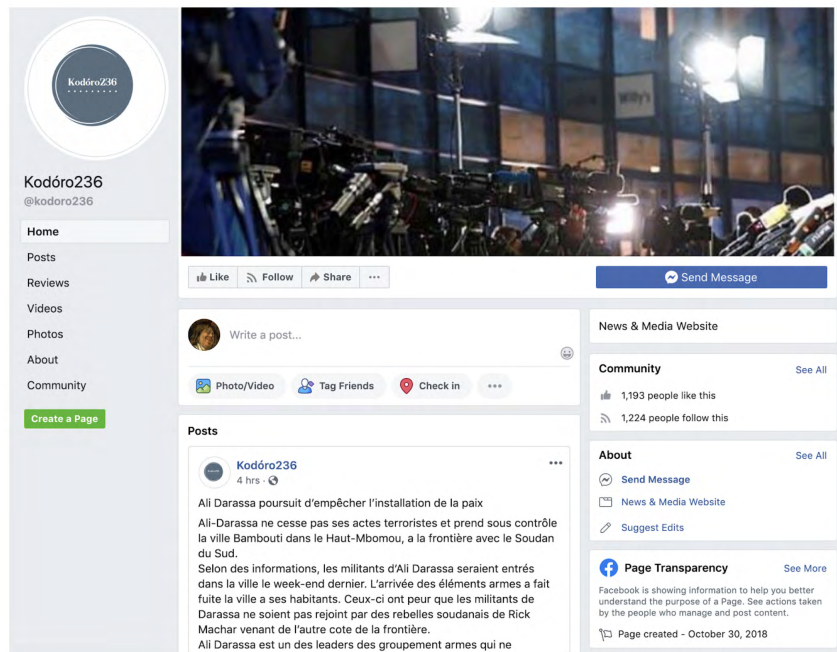 Kodóro236
Kodóro236
@kodoro236
Home
Posts
Reviews
Videos
Photos
About
Community
Create a Page
Willy's
Like
Follow
Share
Send Message
Write a post...
Photo/Video
Tag Friends
Check in
Posts
Kodóro236
4 hrs ·
Ali Darassa poursuit d'empêcher l'installation de la paix
Ali-Darassa ne cesse pas ses actes terroristes et prend sous contrôle
la ville Bambouti dans le Haut-Mbomou, a la frontière avec le Soudan
du Sud.
Selon des informations, les militants d'Ali Darassa seraient entrés
dans la ville le week-end dernier. L'arrivée des éléments armes a fait
fuite la ville a ses habitants. Ceux-ci ont peur que les militants de
Darassa ne soient pas rejoint par des rebelles soudanais de Rick
Machar venant de l'autre cote de la frontière.
Ali Darassa est un des leaders des groupement armes qui ne
News & Media Website
Community
See All
1,193 people like this
1,224 people follow this
About
See All
Send Message
News & Media Website
Suggest Edits
Page Transparency
See More
Facebook is showing information to help you better
understand the purpose of a Page. See actions taken
by the people who manage and post content.
Page created - October 30, 2018